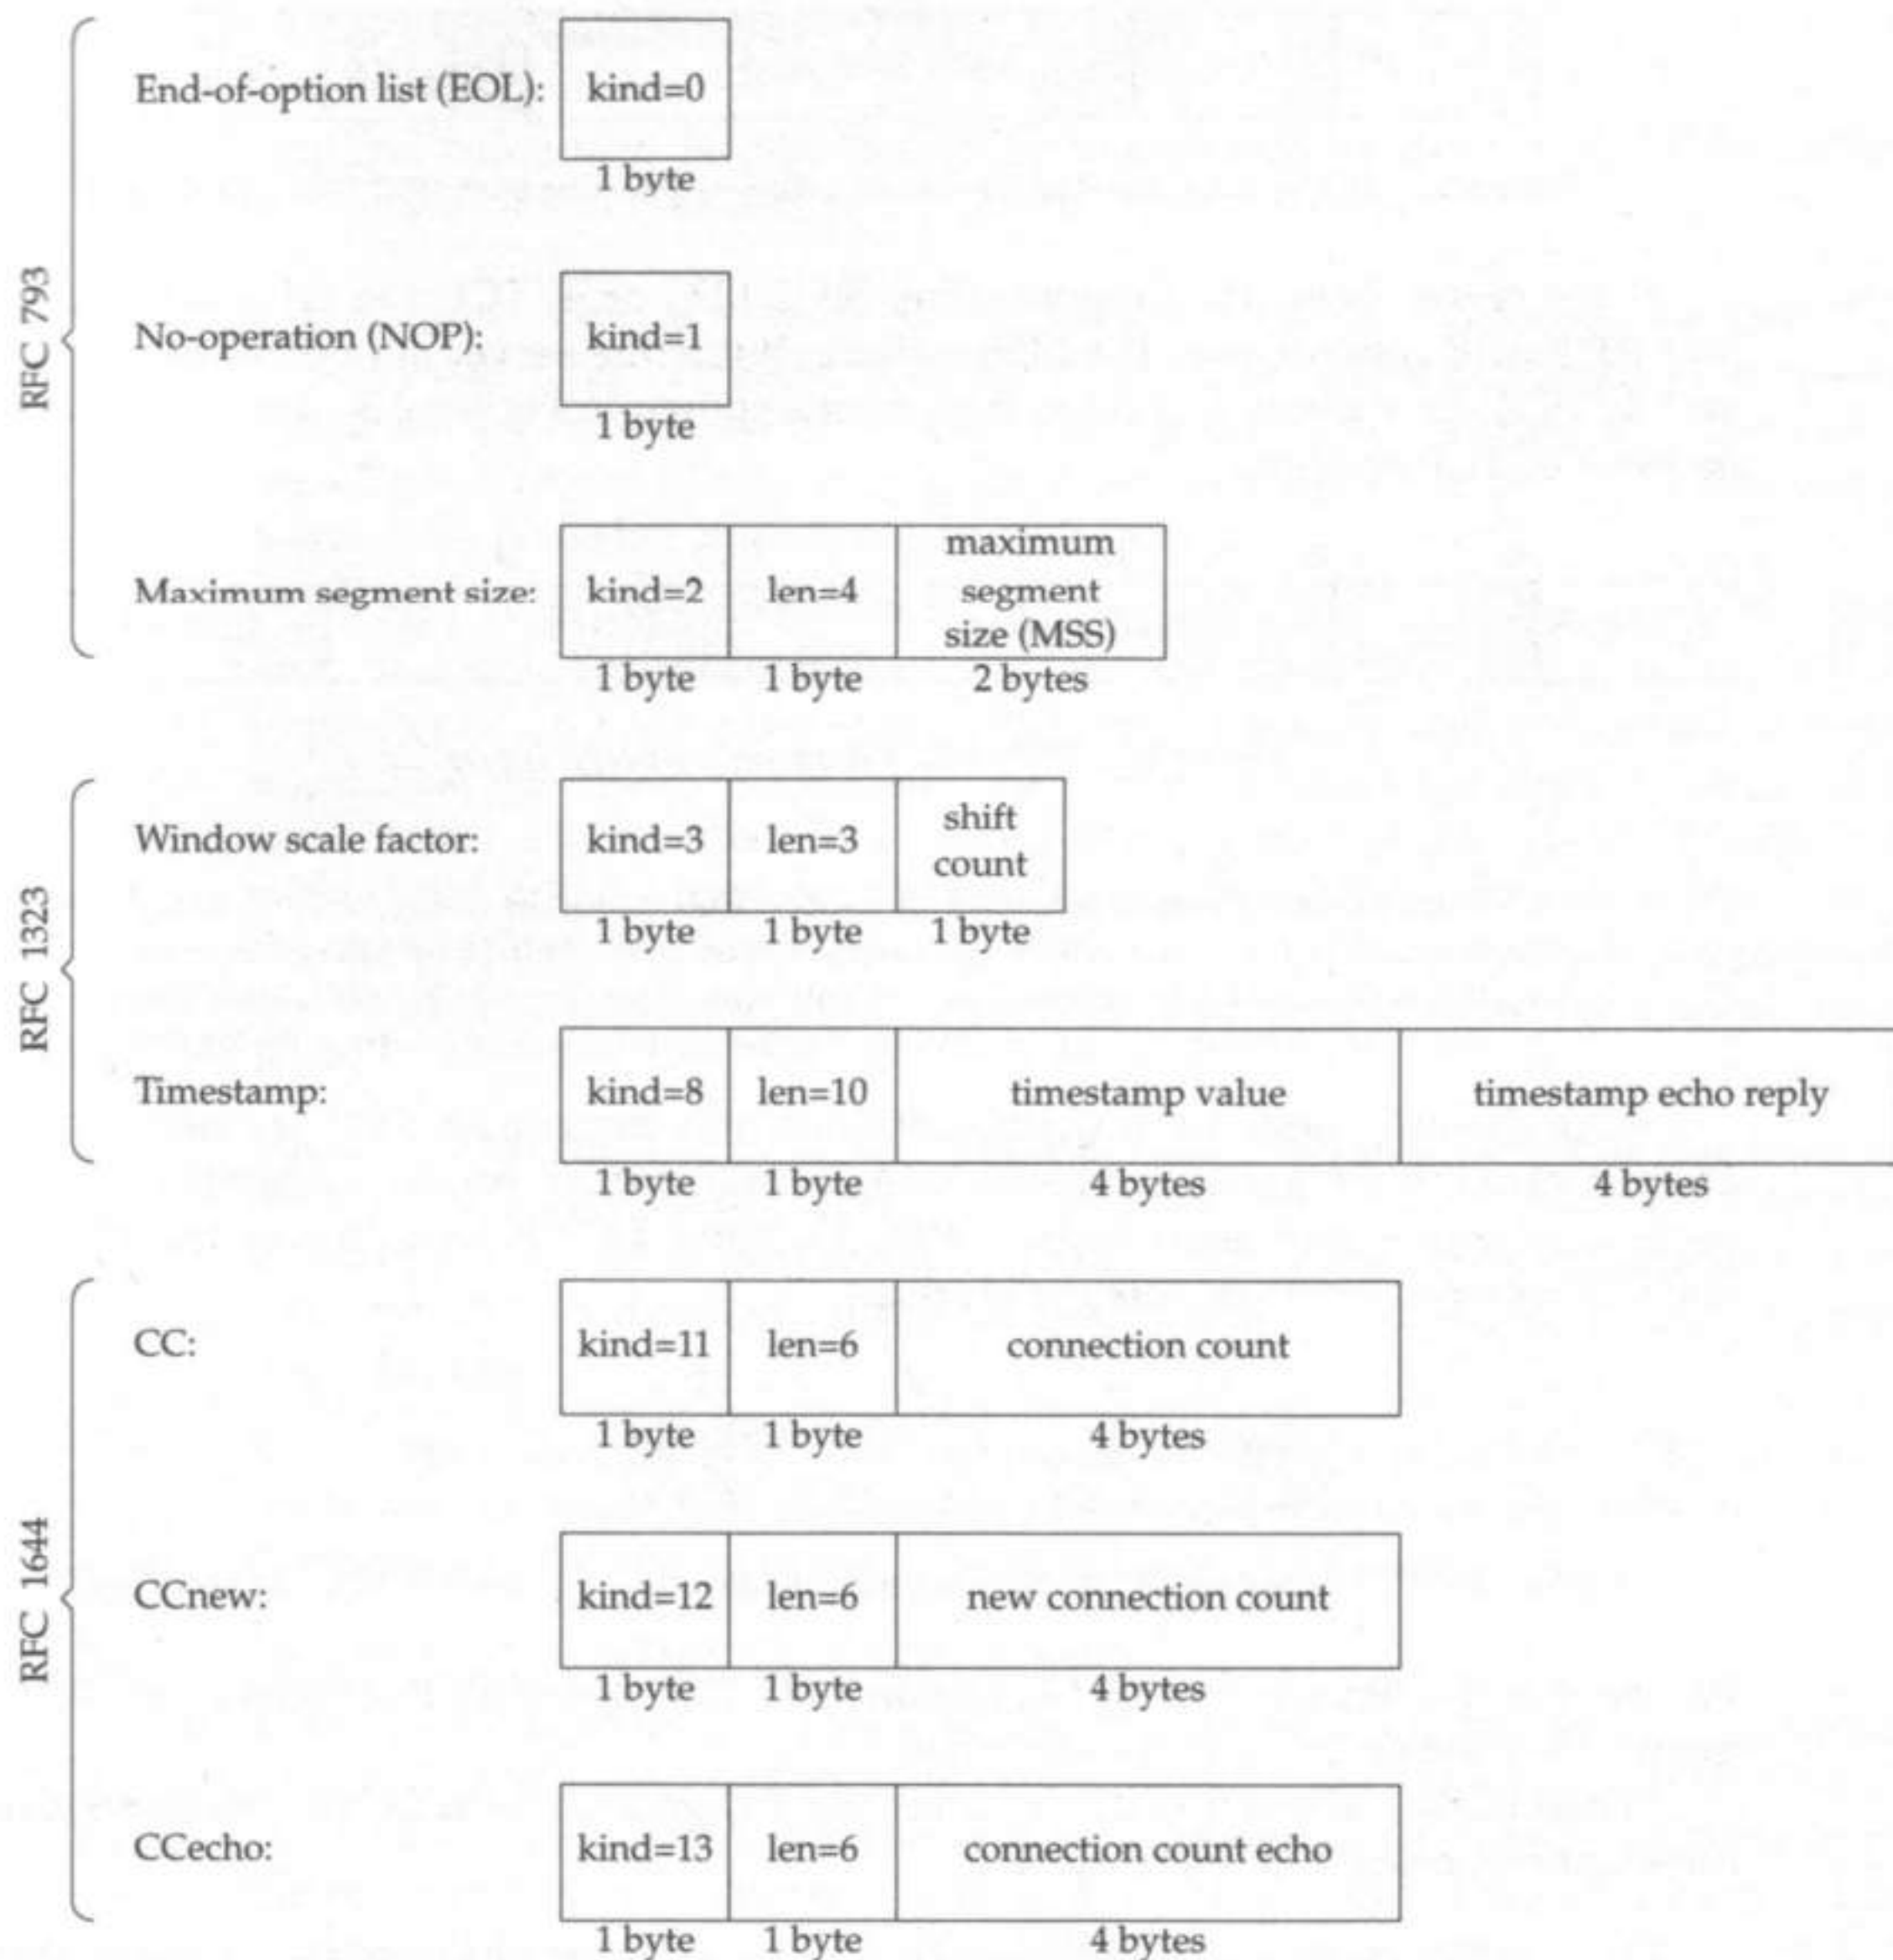 RFC 793
End-of-option list (EOL): kind=0
1 byte
No-operation (NOP): kind=1
1 byte
Maximum segment size: kind=2 len=4 maximum segment size (MSS)
1 byte 1 byte 2 bytes
RFC 1323
Window scale factor: kind=3 len=3 shift count
1 byte 1 byte 1 byte
Timestamp: kind=8 len=10 timestamp value timestamp echo reply
1 byte 1 byte 4 bytes 4 bytes
RFC 1644
CC: kind=11 len=6 connection count
1 byte 1 byte 4 bytes
CCnew: kind=12 len=6 new connection count
1 byte 1 byte 4 bytes
CCecho: kind=13 len=6 connection count echo
1 byte 1 byte 4 bytes